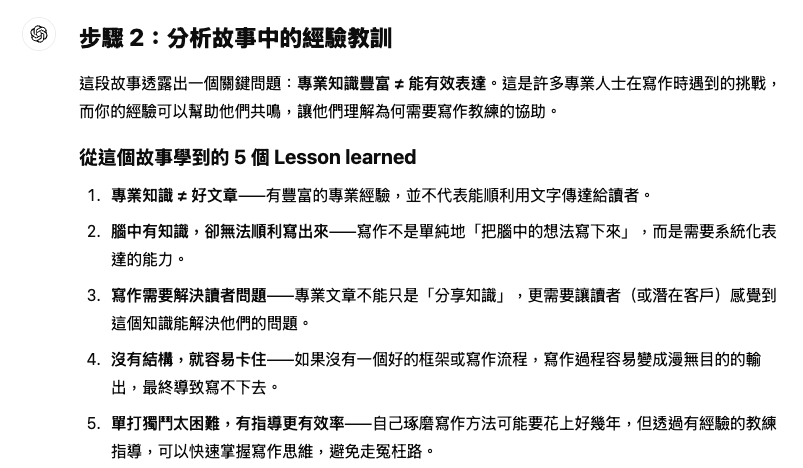 步驟 2：分析故事中的經驗教訓
這段故事透露出一個關鍵問題：專業知識豐富 ≠ 能有效表達。這是許多專業人士在寫作時遇到的挑戰，
而你的經驗可以幫助他們共鳴，讓他們理解為何需要寫作教練的協助。
從這個故事學到的 5 個 Lesson learned
1. 專業知識 ≠ 好文章——有豐富的專業經驗，並不代表能順利用文字傳達給讀者。
2. 腦中有知識，卻無法順利寫出來——寫作不是單純地「把腦中的想法寫下來」，而是需要系統化表
達的能力。
3. 寫作需要解決讀者問題——專業文章不能只是「分享知識」，更需要讓讀者（或潛在客戶）感覺到
這個知識能解決他們的問題。
4. 沒有結構，就容易卡住——如果沒有一個好的框架或寫作流程，寫作過程容易變成漫無目的的輸
出，最終導致寫不下去。
5. 單打獨鬥太困難，有指導更有效率——自己琢磨寫作方法可能要花上好幾年，但透過有經驗的教練
指導，可以快速掌握寫作思維，避免走冤枉路。